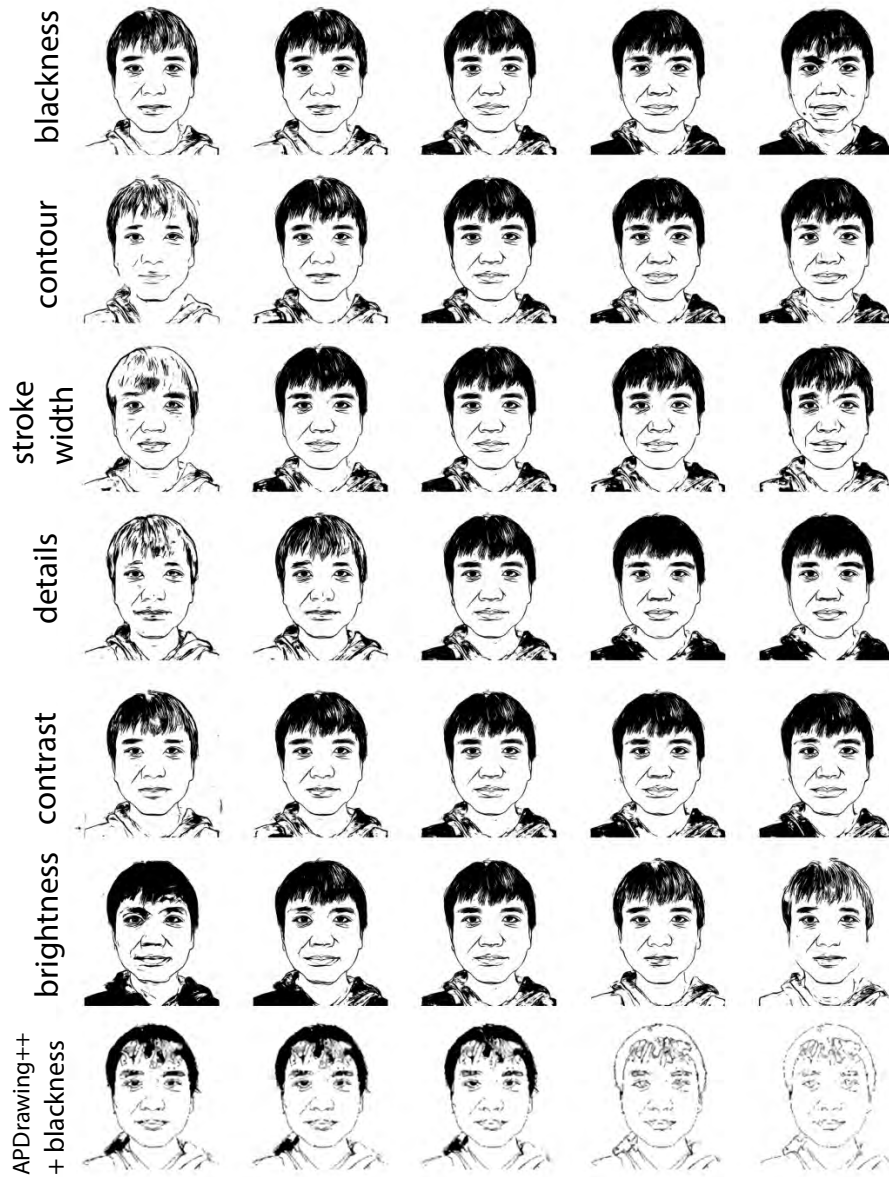 blackness
contour
stroke
width
details
contrast
brightness
APDrawing++
+ blackness